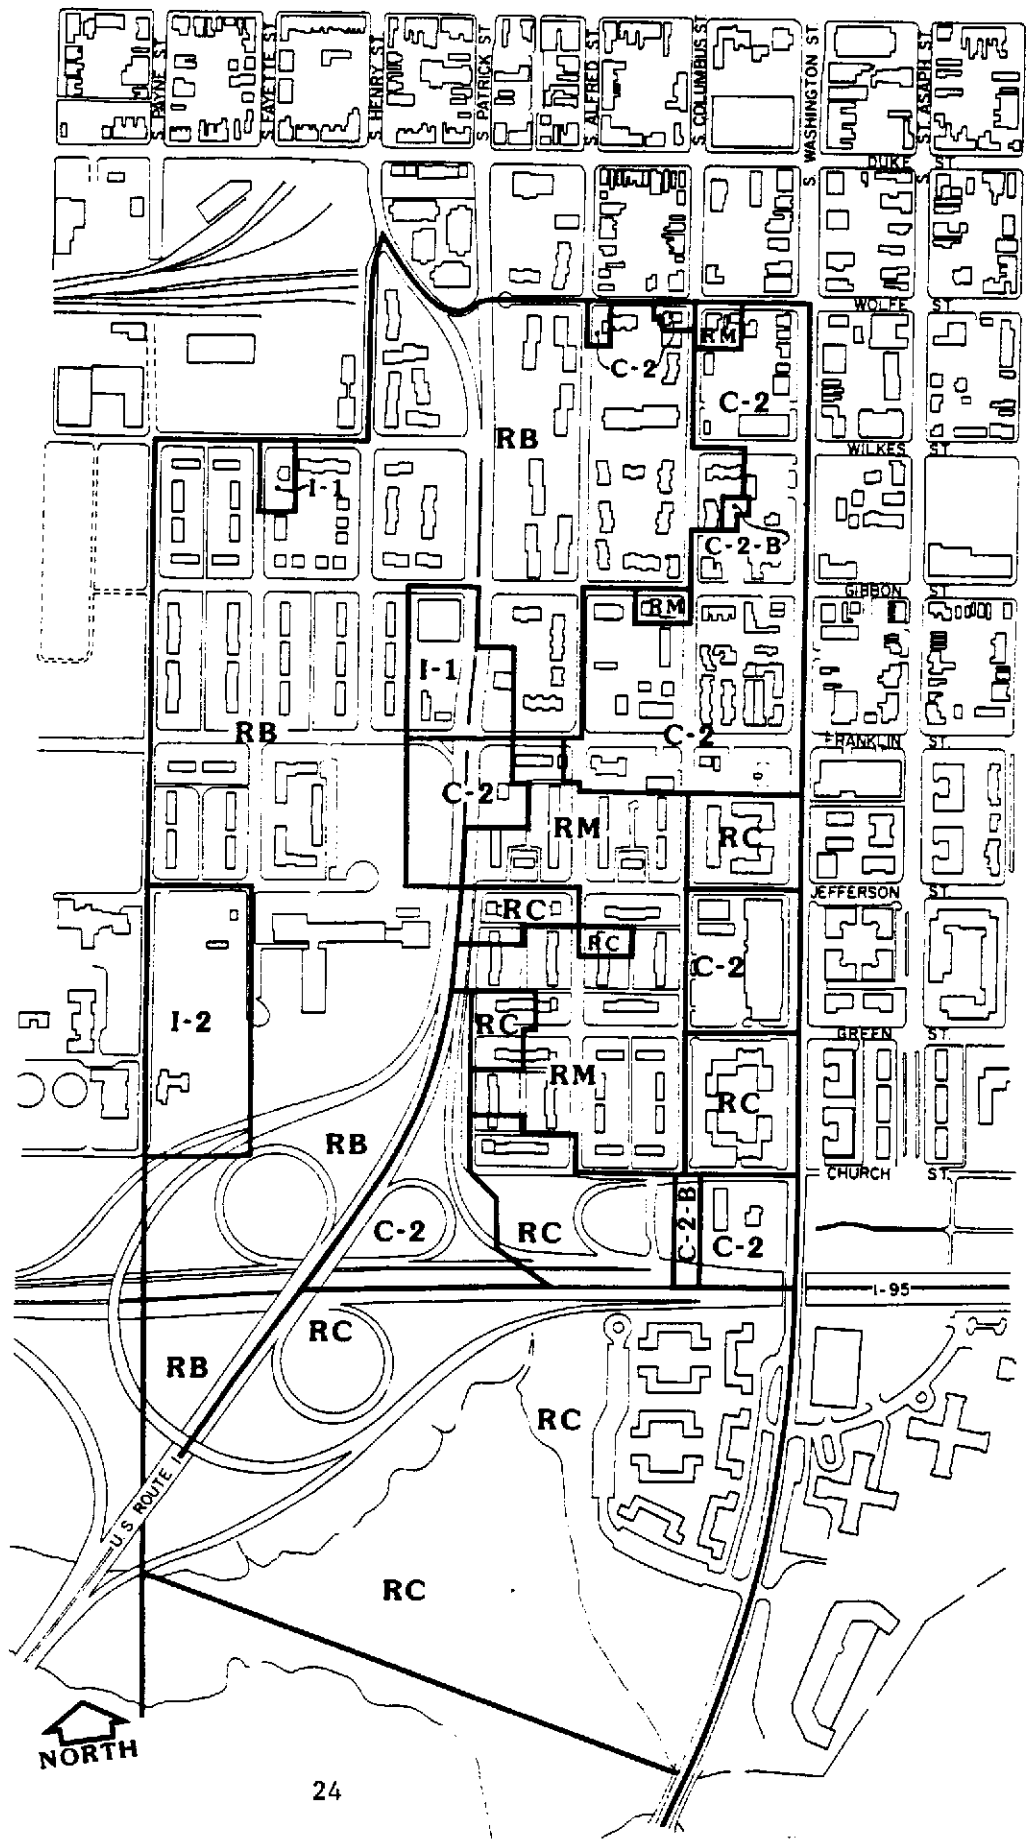 S. PAYNE ST.
S. FAYETTE ST.
S. HENRY ST.
S. PATRICK ST
S. ALFRED ST.
S. COLUMBUS ST
S. WASHINGTON ST.
S. ST. ASAPH ST.
DUKE ST
WOLFE ST.
RM
C-2
C-2
RB
WILKES ST.
I-1
C-2-B
GIBBON ST
RM
I-1
RB
C-2
FRANKLIN ST.
C-2
RM
RC
JEFFERSON ST.
RC
RC
C-2
I-2
RC
GREEN ST.
RM
RC
RB
CHURCH ST.
C-2
RC
C-2-B
C-2
I-95
RC
RB
RC
U.S ROUTE I
RC
NORTH
24